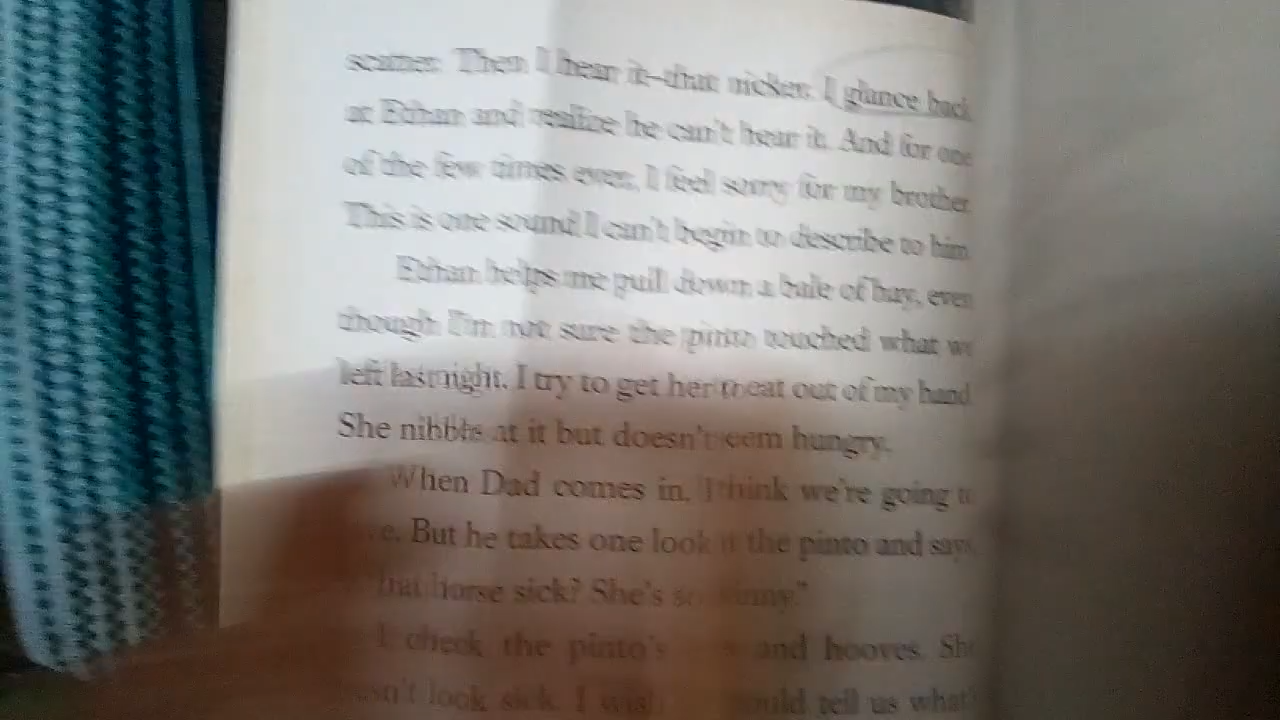 scatter. Then I hear it—that nicker. I glance back
at Ethan and realize he can't hear it. And for one
of the few times ever, I feel sorry for my brother.
This is one sound I can't begin to describe to him.
Ethan helps me pull down a bale of hay, even
though I'm not sure the pinto touched what we
left last night. I try to get her to eat out of my hand.
She nibbles at it but doesn't seem hungry.
When Dad comes in, I think we're going to
But he takes one look at the pinto and says,
horse sick? She's so
I check the pinto's and hooves. She
look sick. I wish tell us what's